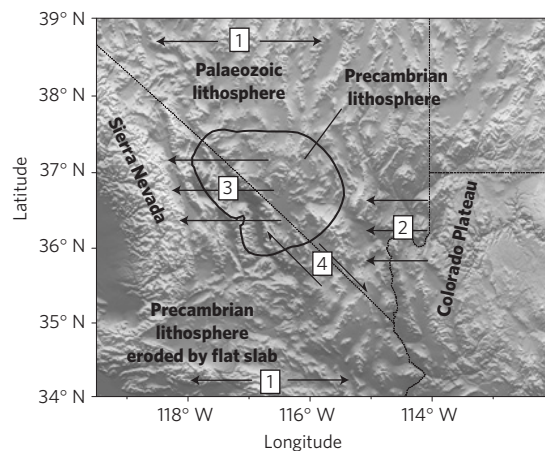 39° N
38° N
37° N
36° N
35° N
34° N
Latitude
1
Palaeozoic
lithosphere
Precambrian
lithosphere
Sierra Nevada
3
2
4
Colorado Plateau
Precambrian
lithosphere
eroded by flat slab
1
118° W
116° W
114° W
Longitude